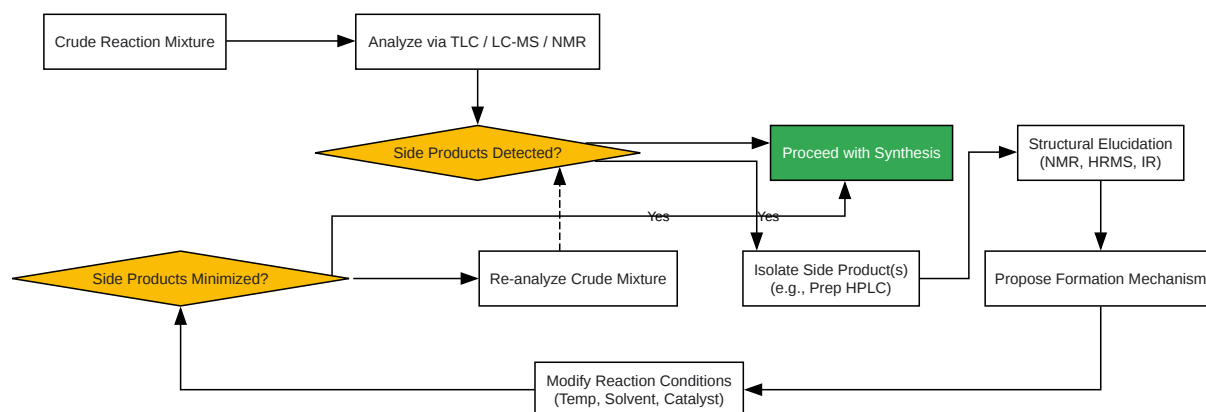 Crude Reaction Mixture
Analyze via TLC / LC-MS / NMR
Side Products Detected?
Proceed with Synthesis
Structural Elucidation
(NMR, HRMS, IR)
Yes
Yes
Side Products Minimized?
Re-analyze Crude Mixture
Isolate Side Product(s)
(e.g., Prep HPLC)
Propose Formation Mechanism
Modify Reaction Conditions
(Temp, Solvent, Catalyst)